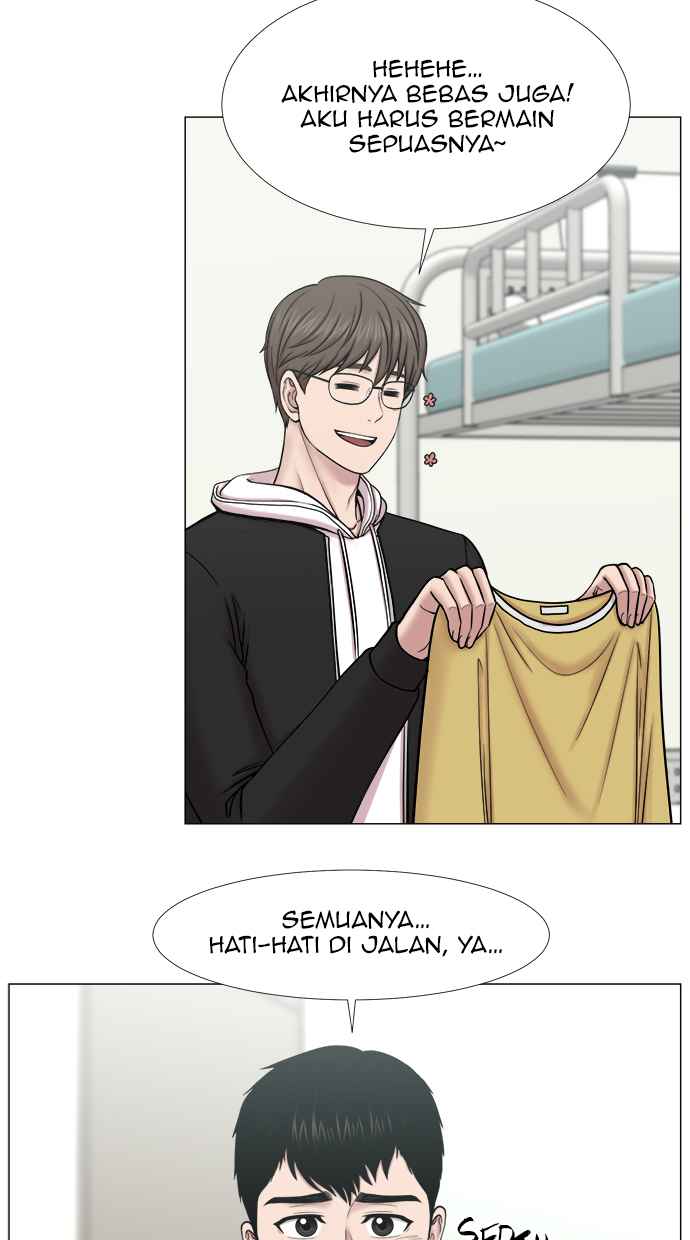 HEHEHE...
AKHIRNYA BEBAS JUGA!
AKU HARUS BERMAIN
SEPUASNYA~
SEMUANYA...
HATI-HATI DI JALAN, YA...